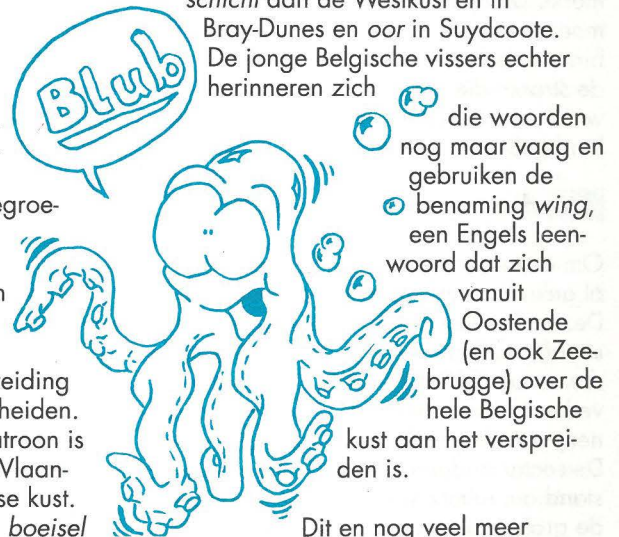 egroe-
n
eiding
heiden.
troon is
Vlaan-
se kust.
boeisel
Blub
schicht aan de Westkust en in
Bray-Dunes en oor in Suydcoote.
De jonge Belgische vissers echter
herinneren zich
die woorden
nog maar vaag en
gebruiken de
benaming wing,
een Engels leen-
woord dat zich
vanuit
Oostende
(en ook Zee-
brugge) over de
hele Belgische
kust aan het versprei-
den is.
Dit en nog veel meer